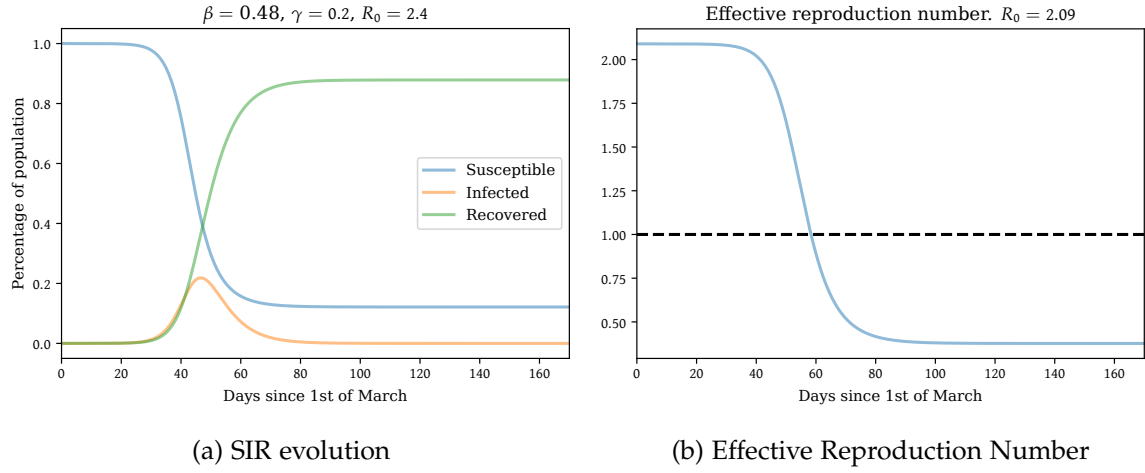 β = 0.48, γ = 0.2, R₀ = 2.4
Percentage of population
1.0
0.8
0.6
0.4
0.2
0.0
Susceptible
Infected
Recovered
0 20 40 60 80 100 120 140 160
Days since 1st of March
(a) SIR evolution
Effective reproduction number. R₀ = 2.09
2.00
1.75
1.50
1.25
1.00
0.75
0.50
0 20 40 60 80 100 120 140 160
Days since 1st of March
(b) Effective Reproduction Number